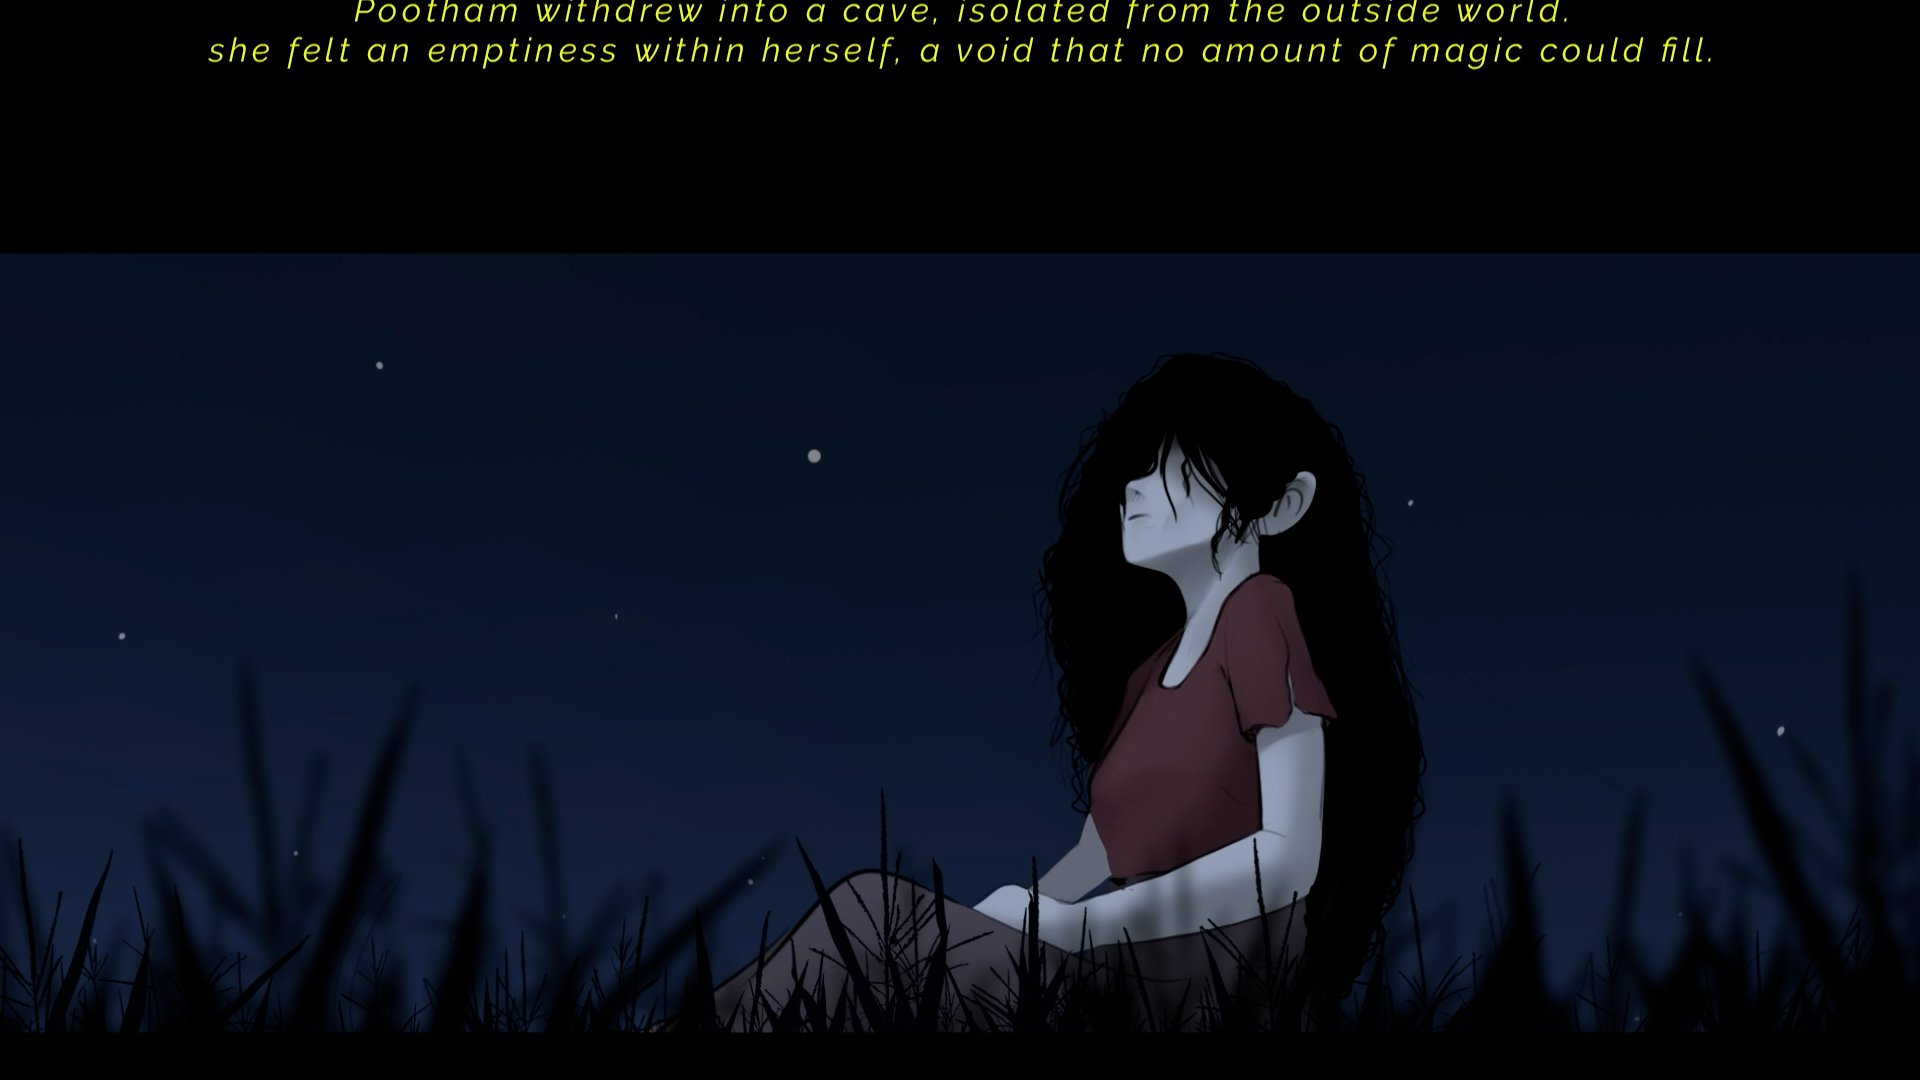 Pootham withdrew into a cave, isolated from the outside world.
she felt an emptiness within herself, a void that no amount of magic could fill.